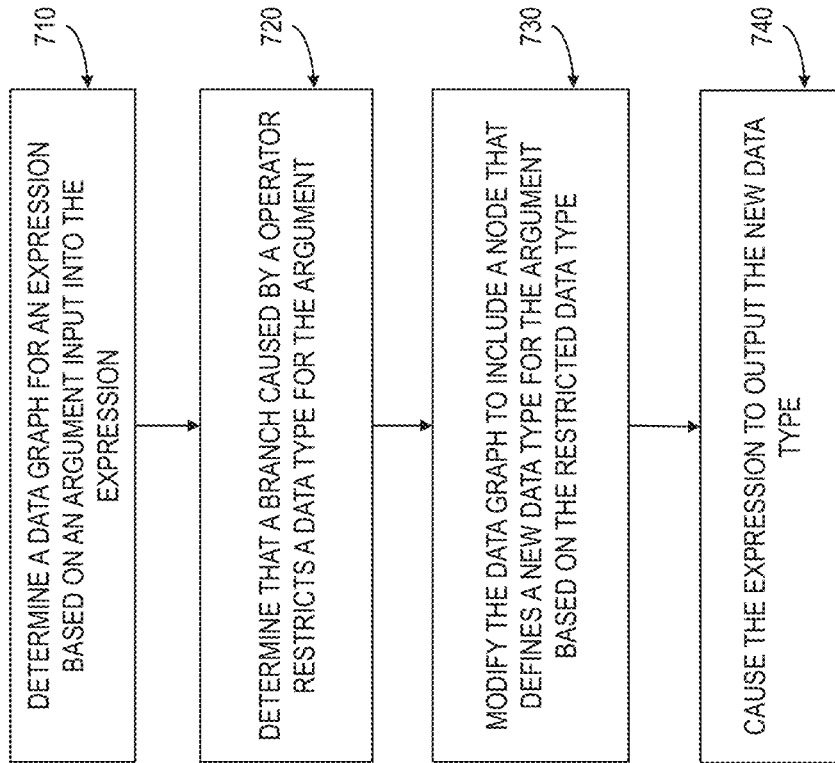 DETERMINE A DATA GRAPH FOR AN EXPRESSION
BASED ON AN ARGUMENT INPUT INTO THE
EXPRESSION
710
DETERMINE THAT A BRANCH CAUSED BY A OPERATOR
RESTRICTS A DATA TYPE FOR THE ARGUMENT
720
MODIFY THE DATA GRAPH TO INCLUDE A NODE THAT
DEFINES A NEW DATA TYPE FOR THE ARGUMENT
BASED ON THE RESTRICTED DATA TYPE
730
CAUSE THE EXPRESSION TO OUTPUT THE NEW DATA
TYPE
740